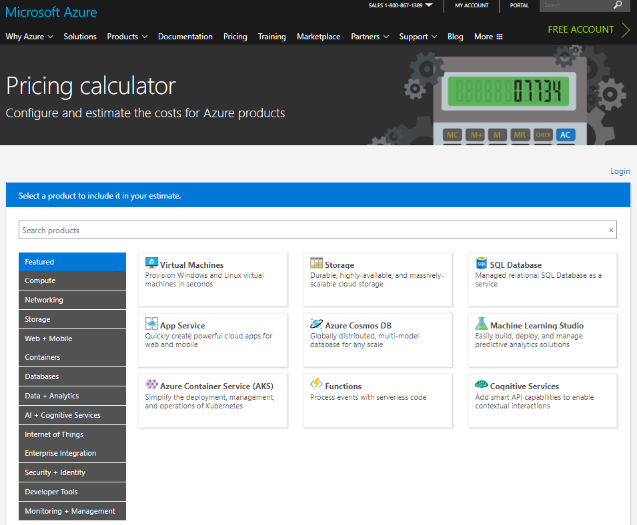 Microsoft Azure
SALES 1-800-867-1389
MY ACCOUNT
PORTAL
Search
FREE ACCOUNT
Why Azure
Solutions
Products
Documentation
Pricing
Training
Marketplace
Partners
Support
Blog
More
Pricing calculator
Configure and estimate the costs for Azure products
07734
MC M+ M- MR AC
Login
Select a product to include it in your estimate.
Search products
×
Featured
Compute
Networking
Storage
Web + Mobile
Containers
Databases
Data + Analytics
AI + Cognitive Services
Internet of Things
Enterprise Integration
Security + Identity
Developer Tools
Monitoring + Management
Virtual Machines
Provision Windows and Linux virtual
machines in seconds
Storage
Durable, highly-available, and massively-
scalable cloud storage
SQL Database
Managed relational SQL Database as a
service
App Service
Quickly create powerful cloud apps for
web and mobile
Azure Cosmos DB
Globally distributed, multi-model
database for any scale
Machine Learning Studio
Easily build, deploy, and manage
predictive analytics solutions
Azure Container Service (AKS)
Simplify the deployment, management,
and operations of Kubernetes
Functions
Process events with serverless code
Cognitive Services
Add smart API capabilities to enable
contextual interactions